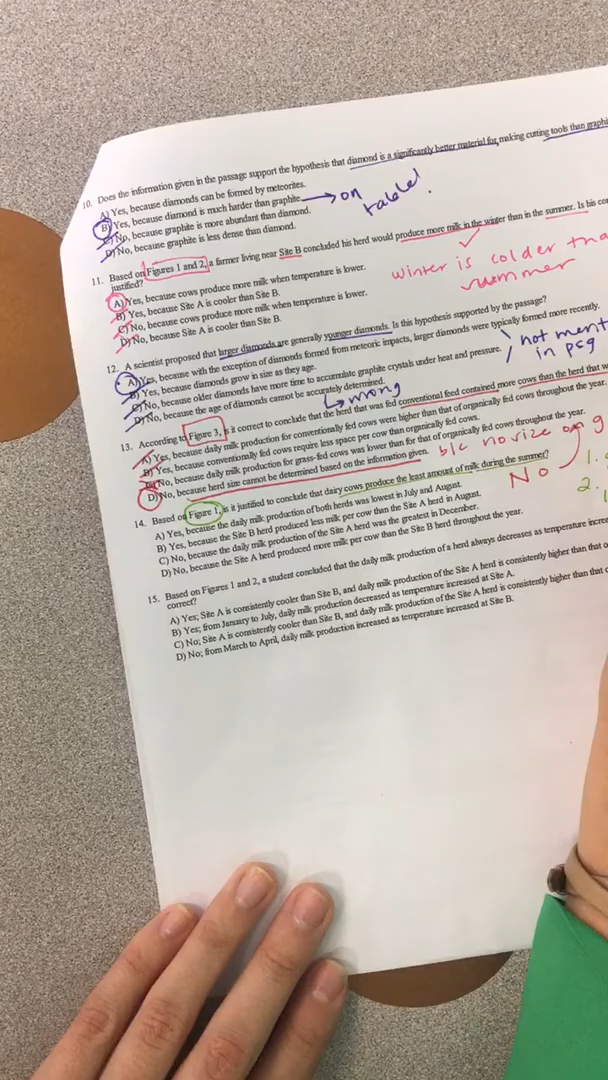 10. Does the information given in the passage support the hypothesis that diamond is a significantly better material for making cutting tools than
A) Yes, because diamonds can be formed by meteorites.
B) Yes, because diamond is much harder than graphite. → on table!
C) No, because graphite is more abundant than diamond.
D) No, because graphite is less dense than diamond.
11. Based on Figures 1 and 2, a farmer living near Site B concluded his herd would produce more milk in the winter than in the summer. Is his
justified?
winter is colder
summer
A) Yes, because cows produce more milk when temperature is lower.
B) Yes, because Site A is cooler than Site B.
C) No, because cows produce more milk when temperature is lower.
D) No, because Site A is cooler than Site B.
12. A scientist proposed that larger diamonds are generally younger diamonds. Is this hypothesis supported by the passage?
A) Yes, because with the exception of diamonds formed from meteoric impacts, larger diamonds were typically formed more recently.
B) Yes, because diamonds grow in size as they age.
C) No, because older diamonds have more time to accumulate graphite crystals under heat and pressure.
not
in psg
D) No, because the age of diamonds cannot be accurately determined.
wrong
13. According to Figure 3, is it correct to conclude the herd that was fed conventional feed contained more cows than the herd that
A) Yes, because daily milk production for conventionally fed cows were higher than that of organically fed cows throughout the year.
B) Yes, because conventionally fed cows require less space per cow than organically fed cows.
C) No, because daily milk production for grass-fed cows was lower than for that of organically fed cows throughout the year.
D) No, because herd size cannot be determined based on the information given. b/c no
14. Based on Figure 1, is it justified to conclude that dairy cows produce the least amount of milk during the summer?
No
1.
2.
A) Yes, because the daily milk production of both herds was lowest in July and August.
B) Yes, because the Site B herd produced less milk per cow than the Site A herd in August.
C) No, because the daily milk production of the Site A herd was the greatest in December.
D) No, because the Site A herd produced more milk per cow than the Site B herd throughout the year.
15. Based on Figures 1 and 2, a student concluded that the daily milk production of a herd always decreases as temperature
correct?
A) Yes; Site A is consistently cooler than Site B, and daily milk production of the Site A herd is consistently higher than that
B) Yes; from January to July, daily milk production decreased as temperature increased at Site A.
C) No; Site A is consistently cooler than Site B, and daily milk production of the Site A herd is consistently higher than that
D) No; from March to April, daily milk production increased as temperature increased at Site B.